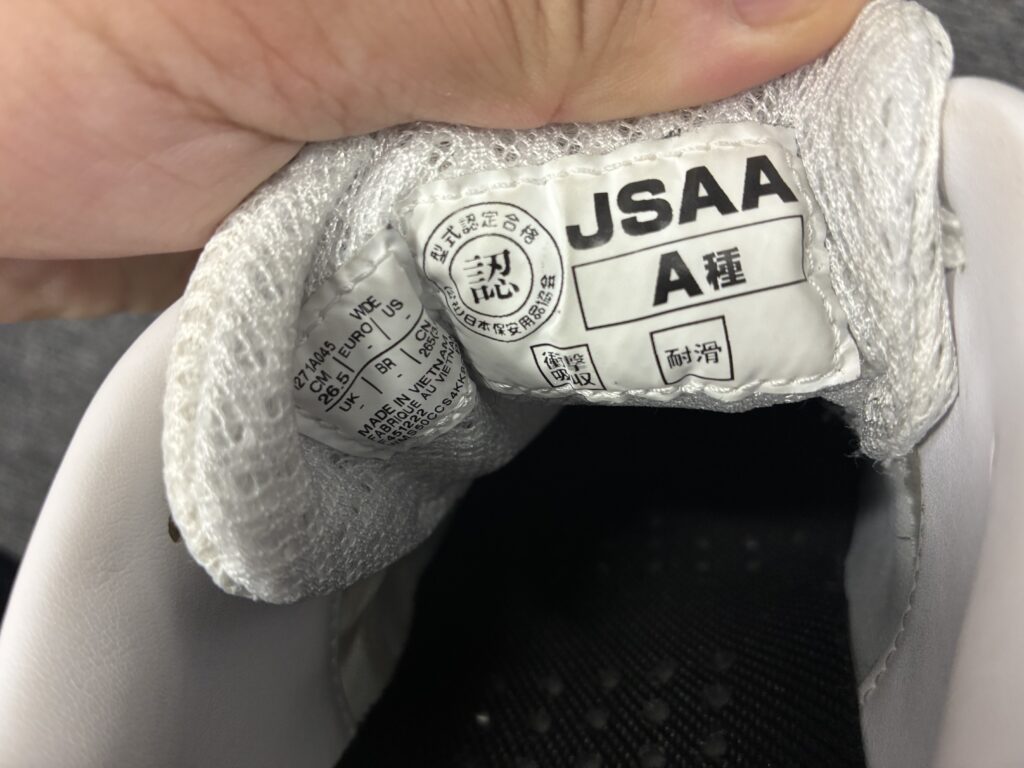 型式認定合格
認
(公社)日本保安用品協会
JSAA
A種
衝撃
吸収
耐滑
1271A045 WIDE
CM EURO US
26.5 - -
UK BR CN
- - 265
MADE IN VIETNAM
FABRIQUE AU VIETNAM